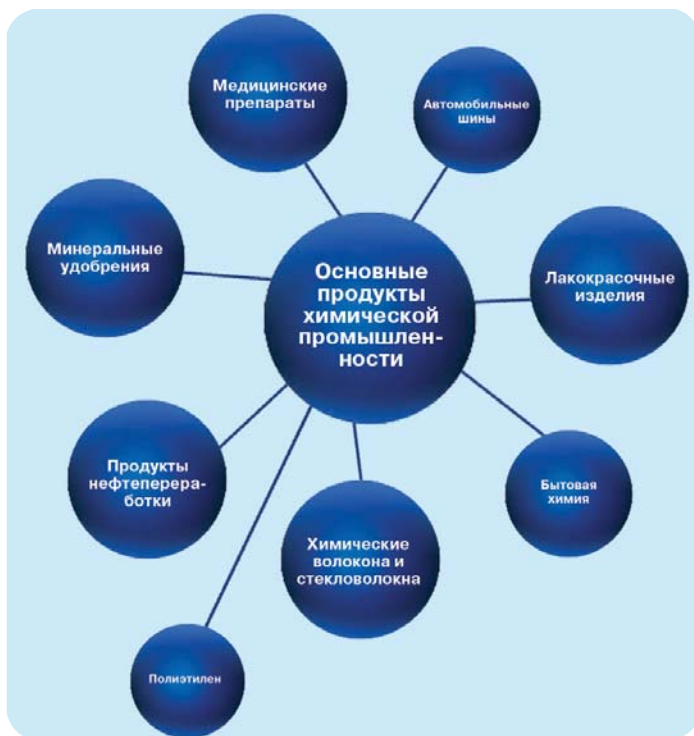 Медицинские
препараты
Автомобильные
шины
Минеральные
удобрения
Основные
продукты
химической
промышлен-
ности
Лакокрасочные
изделия
Продукты
нефтеперера-
ботки
Бытовая
химия
Химические
волокона и
стекловолокна
Полиэтилен